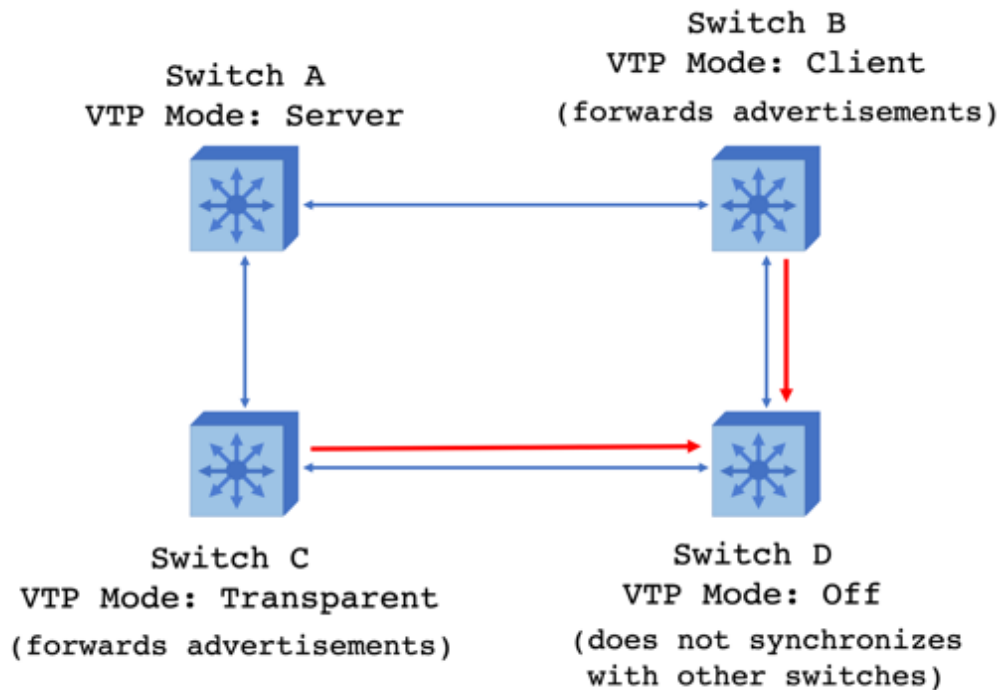 Switch A
VTP Mode: Server
Switch B
VTP Mode: Client
(forwards advertisements)
Switch C
VTP Mode: Transparent
(forwards advertisements)
Switch D
VTP Mode: Off
(does not synchronizes
with other switches)